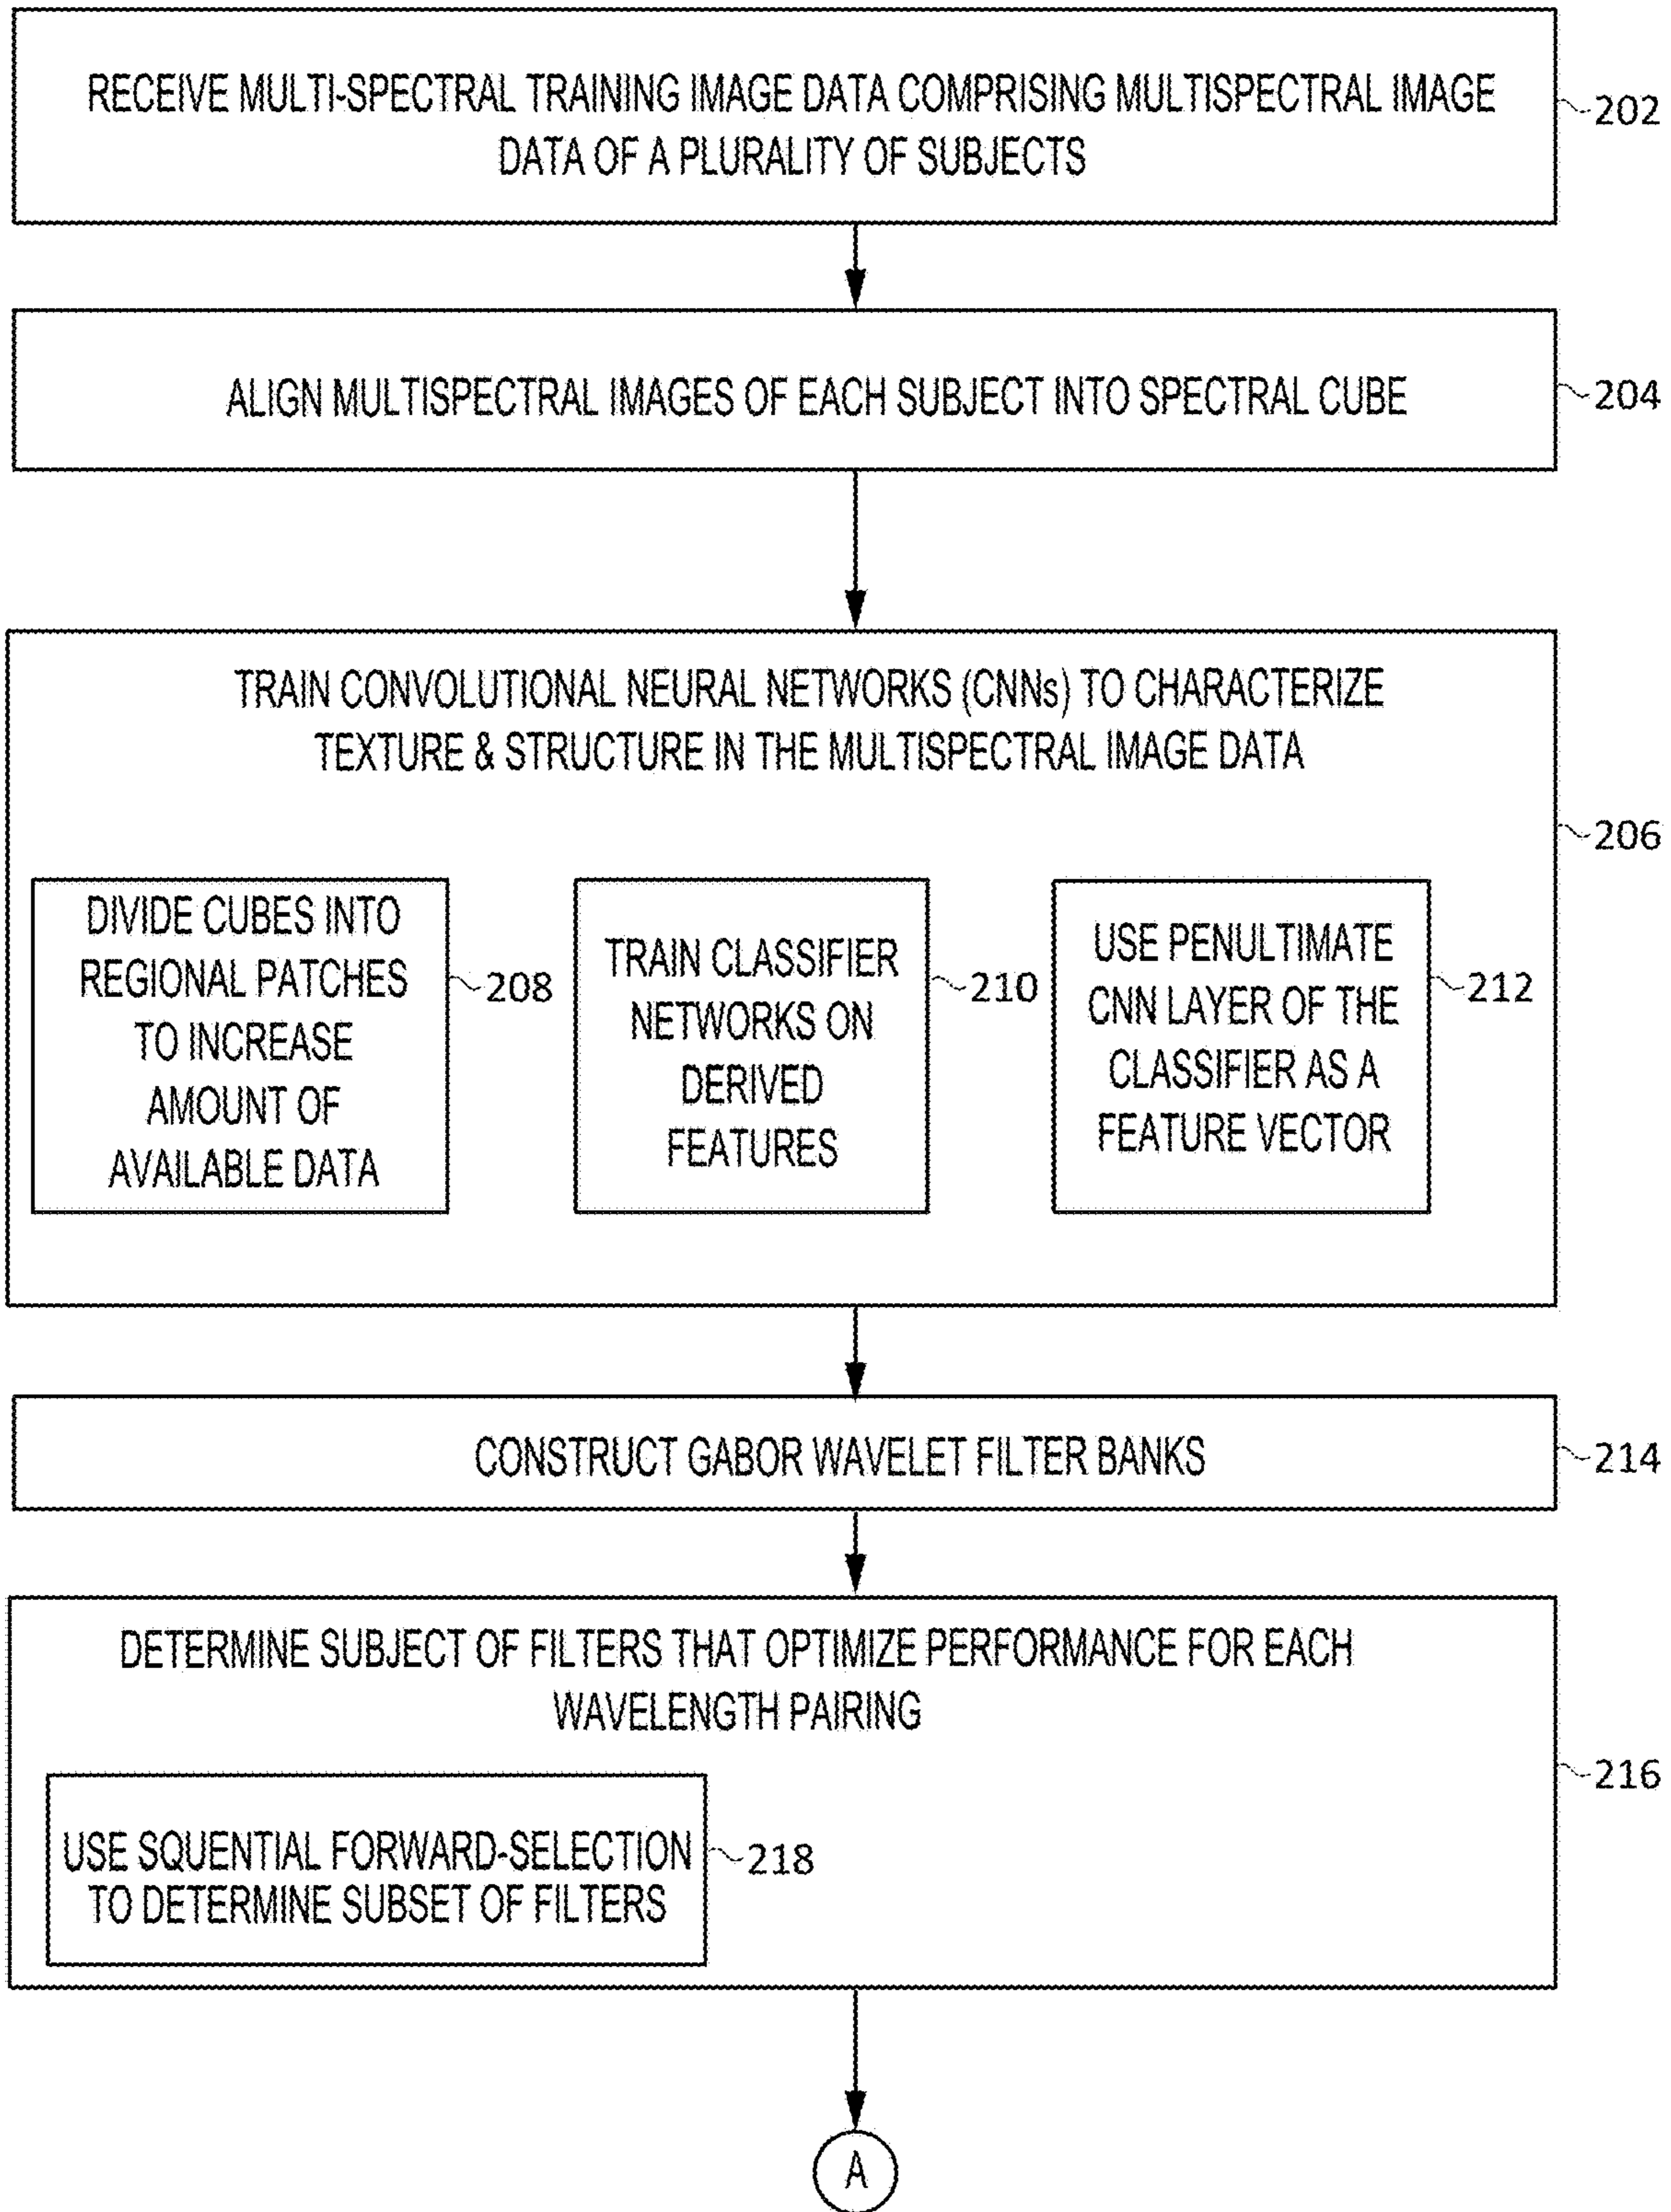 RECEIVE MULTI-SPECTRAL TRAINING IMAGE DATA COMPRISING MULTISPECTRAL IMAGE
DATA OF A PLURALITY OF SUBJECTS
202
ALIGN MULTISPECTRAL IMAGES OF EACH SUBJECT INTO SPECTRAL CUBE
204
TRAIN CONVOLUTIONAL NEURAL NETWORKS (CNNs) TO CHARACTERIZE
TEXTURE & STRUCTURE IN THE MULTISPECTRAL IMAGE DATA
206
DIVIDE CUBES INTO
REGIONAL PATCHES
TO INCREASE
AMOUNT OF
AVAILABLE DATA
208
TRAIN CLASSIFIER
NETWORKS ON
DERIVED
FEATURES
210
USE PENULTIMATE
CNN LAYER OF THE
CLASSIFIER AS A
FEATURE VECTOR
212
CONSTRUCT GABOR WAVELET FILTER BANKS
214
DETERMINE SUBJECT OF FILTERS THAT OPTIMIZE PERFORMANCE FOR EACH
WAVELENGTH PAIRING
216
USE SQUENTIAL FORWARD-SELECTION
TO DETERMINE SUBSET OF FILTERS
218
A